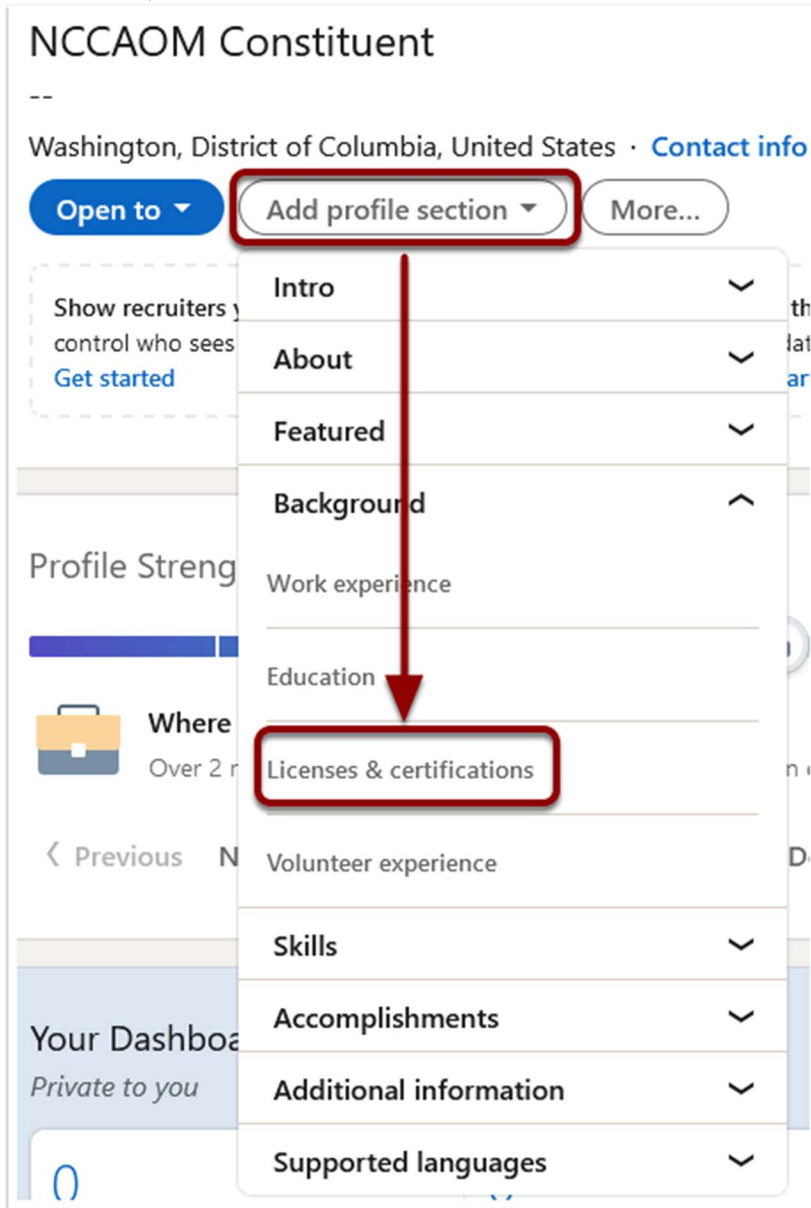 NCCAOM Constituent
--
Washington, District of Columbia, United States · Contact info
Open to
Add profile section
More...
Intro
Show recruiters
control who sees
Get started
About
Featured
Background
Profile Streng
Work experience
Education
Where
Over 2
Licenses & certifications
Previous
N
Volunteer experience
Skills
Your Dashboa
Private to you
Accomplishments
Additional information
Supported languages
0